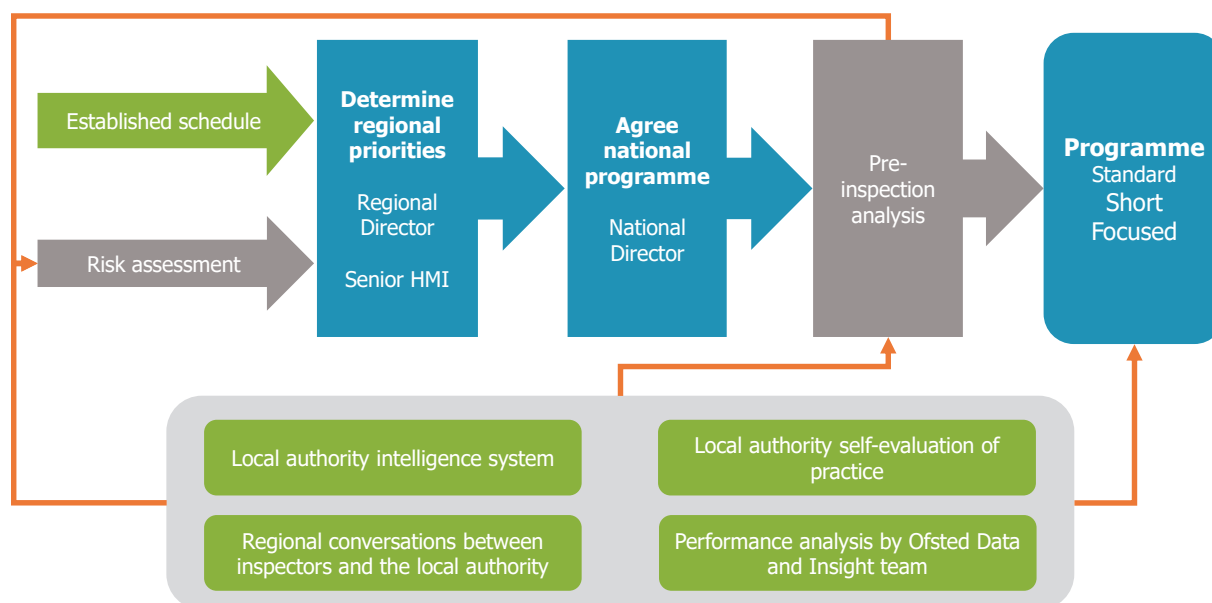 Established schedule
Risk assessment
Determine
regional
priorities
Regional
Director
Senior HMI
Agree
national
programme
National
Director
Pre-
inspection
analysis
Programme
Standard
Short
Focused
Local authority intelligence system
Local authority self-evaluation of
practice
Regional conversations between
inspectors and the local authority
Performance analysis by Ofsted Data
and Insight team